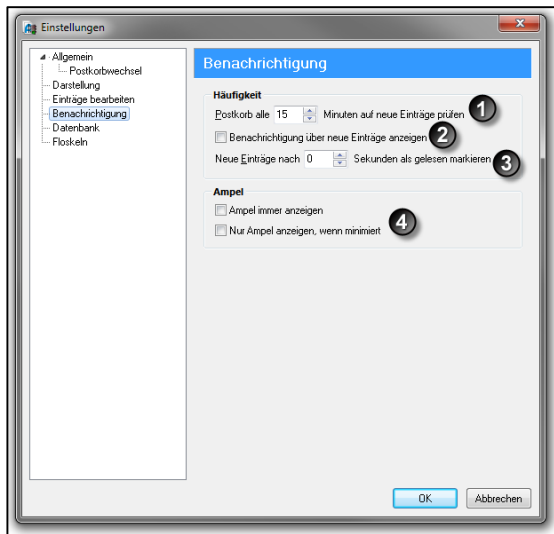 Einstellungen
Allgemein
Postkorbwechsel
Darstellung
Einträge bearbeiten
Benachrichtigung
Datenbank
Floskeln
Benachrichtigung
Häufigkeit
Postkorb alle 15 Minuten auf neue Einträge prüfen 1
Benachrichtigung über neue Einträge anzeigen 2
Neue Einträge nach 0 Sekunden als gelesen markieren 3
Ampel
Ampel immer anzeigen
Nur Ampel anzeigen, wenn minimiert 4
OK Abbrechen